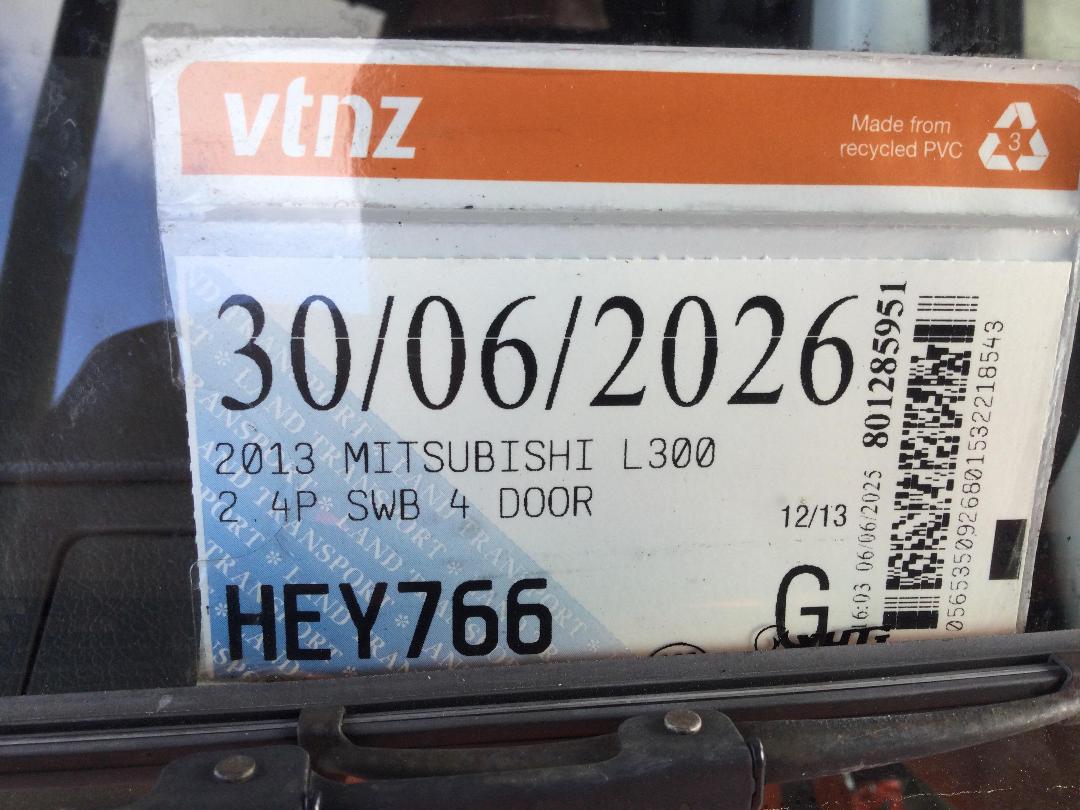 vtnz
Made from
recycled PVC
3
30/06/2026
2013 MITSUBISHI L300
2.4P SWB 4 DOOR
12/13
HEY766
G
801285951
16:03 06/06/2025
0565350926801532218543